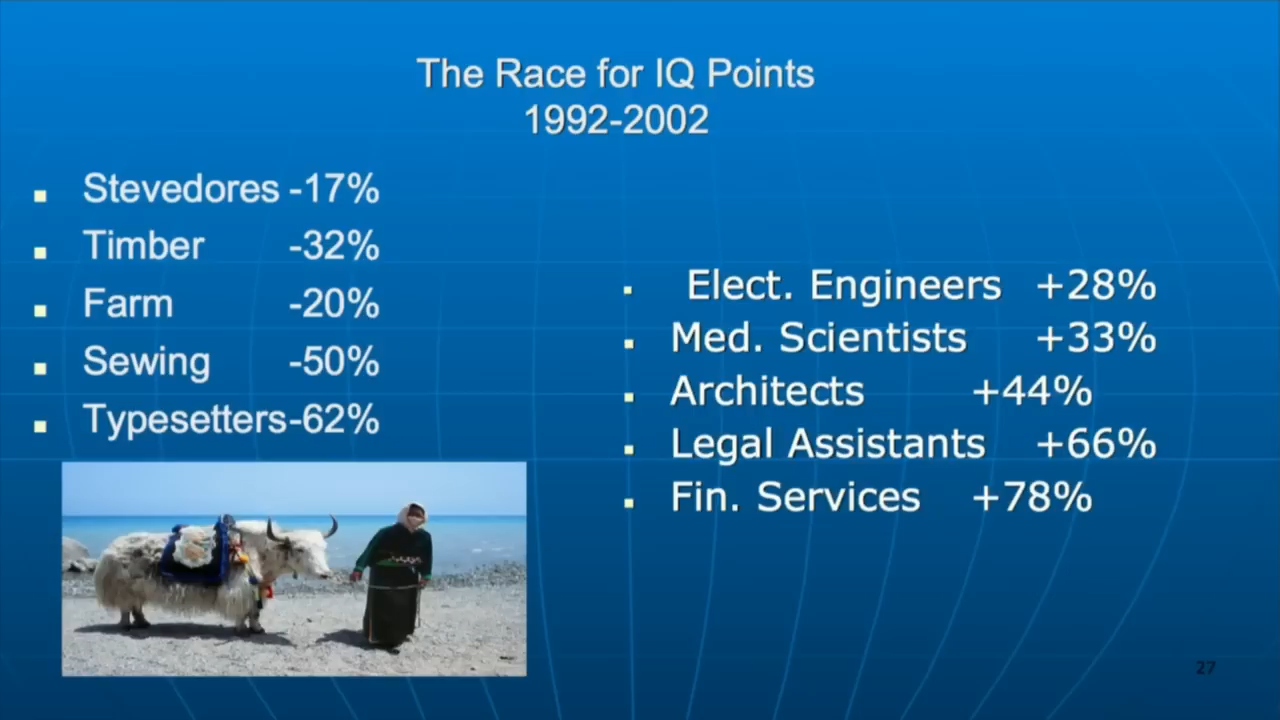 The Race for IQ Points
1992-2002
Stevedores -17%
Timber -32%
Farm -20%
Sewing -50%
Typesetters -62%
Elect. Engineers +28%
Med. Scientists +33%
Architects +44%
Legal Assistants +66%
Fin. Services +78%
27